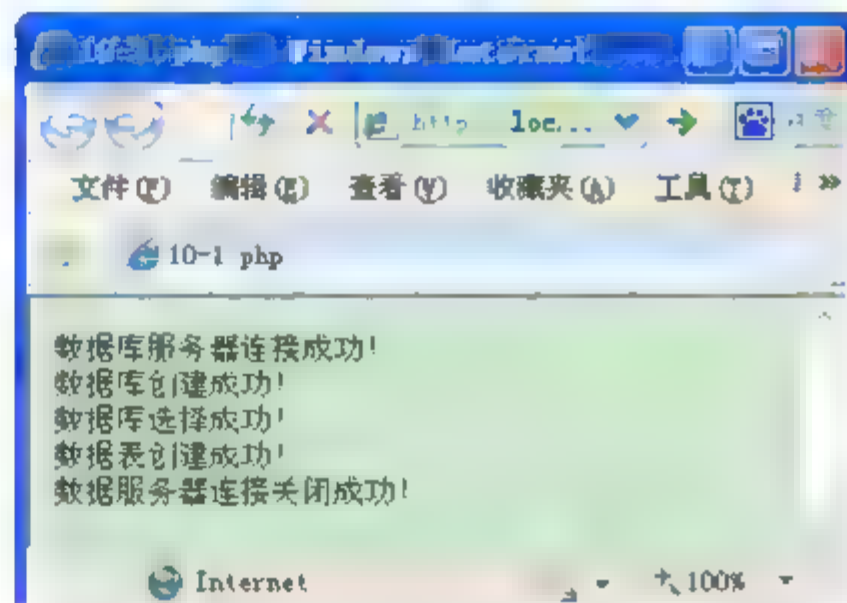 http loc...
文件(F) 编辑(E) 查看(V) 收藏夹(A) 工具(T) »
10-1 php
数据库服务器连接成功!
数据库创建成功!
数据库选择成功!
数据表创建成功!
数据服务器连接关闭成功!
Internet 100%